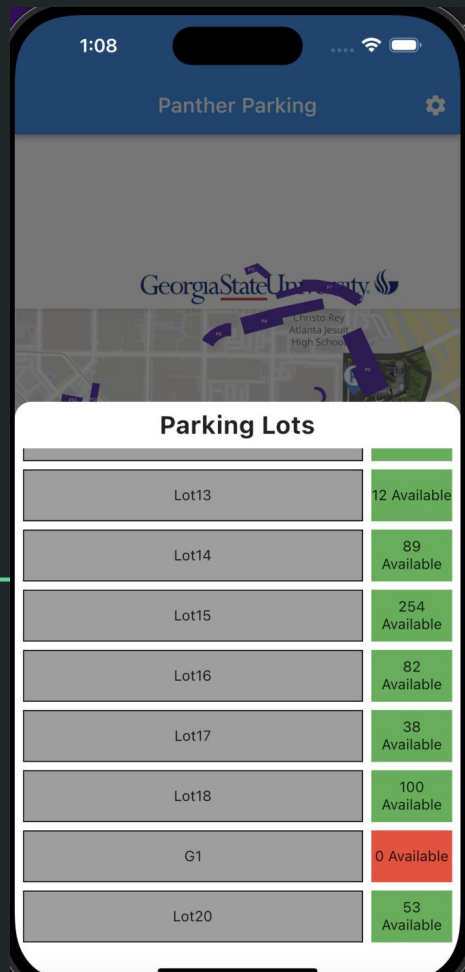 1:08
Panther Parking
GeorgiaState
Christo Rey
Atlanta Jesuit
High School
Parking Lots
Lot13
12 Available
Lot14
89
Available
Lot15
254
Available
Lot16
82
Available
Lot17
38
Available
Lot18
100
Available
G1
0 Available
Lot20
53
Available